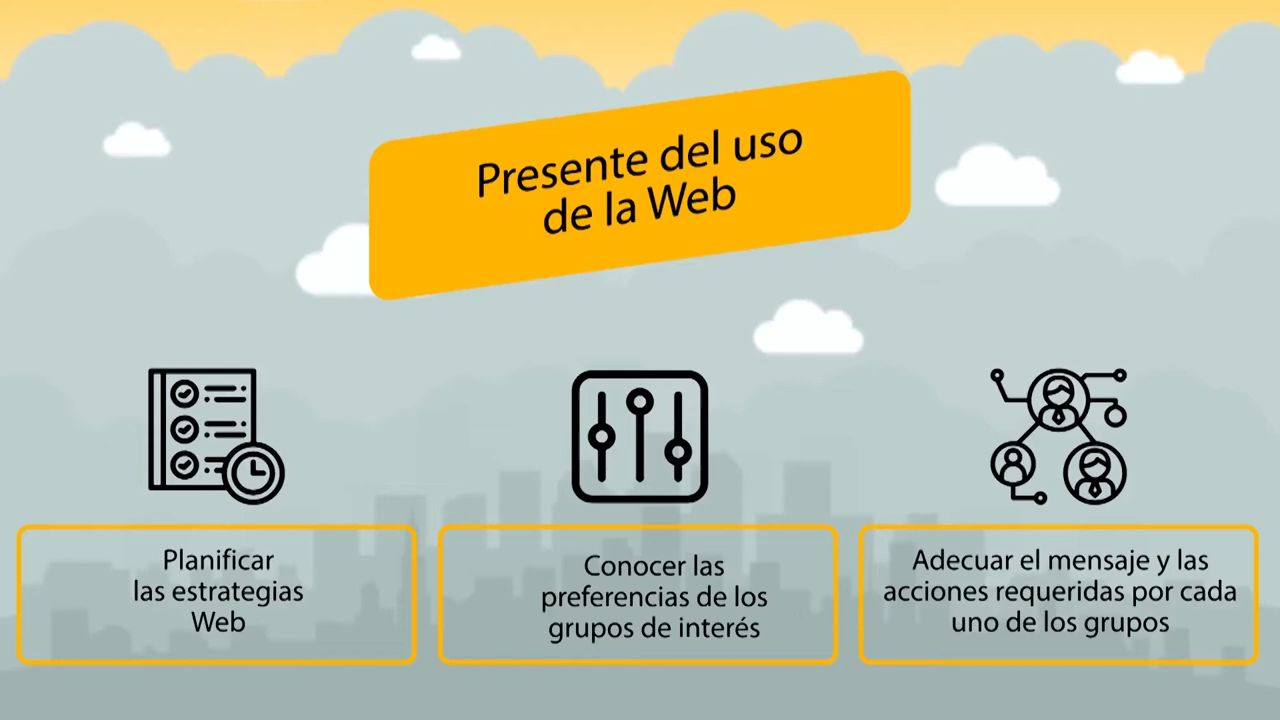 Presente del uso
de la Web
Planificar
las estrategias
Web
Conocer las
preferencias de los
grupos de interés
Adecuar el mensaje y las
acciones requeridas por cada
uno de los grupos